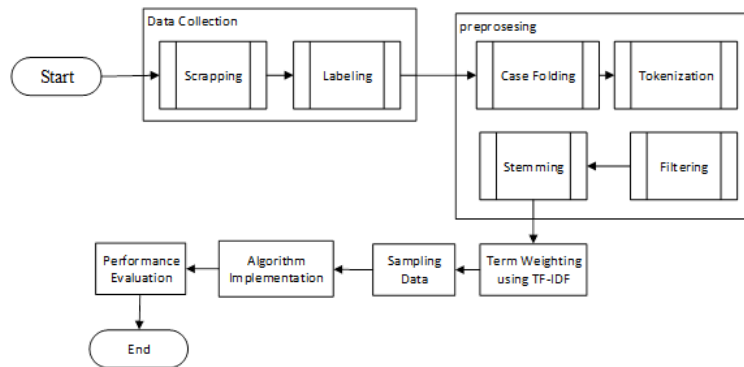 Data Collection
preprosesing
Start
Scrapping
Labeling
Case Folding
Tokenization
Stemming
Filtering
Performance
Evaluation
Algorithm
Implementation
Sampling
Data
Term Weighting
using TF-IDF
End